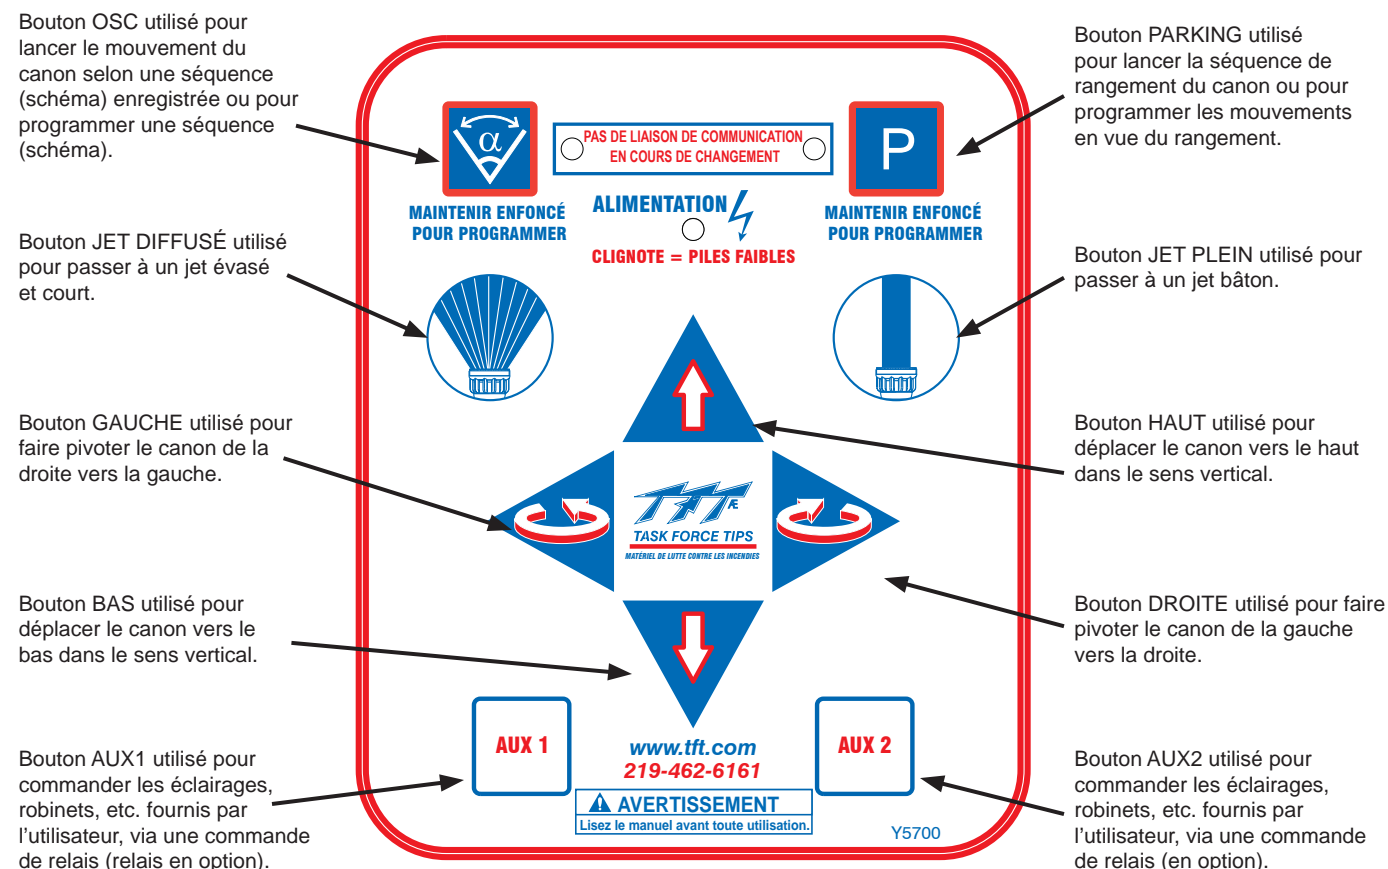 Bouton OSC utilisé pour
lancer le mouvement du
canon selon une séquence
(schéma) enregistrée ou pour
programmer une séquence
(schéma).
Bouton JET DIFFUSÉ utilisé
pour passer à un jet évasé
et court.
Bouton GAUCHE utilisé pour
faire pivoter le canon de la
droite vers la gauche.
Bouton BAS utilisé pour
déplacer le canon vers le
bas dans le sens vertical.
Bouton AUX1 utilisé pour
commander les éclairages,
robinets, etc. fournis par
l’utilisateur, via une commande
de relais (relais en option).
α
MAINTENIR ENFONCÉ
POUR PROGRAMMER
PAS DE LIAISON DE COMMUNICATION
EN COURS DE CHANGEMENT
ALIMENTATION
CLIGNOTE = PILES FAIBLES
P
MAINTENIR ENFONCÉ
POUR PROGRAMMER
TFT Æ
TASK FORCE TIPS
MATÉRIEL DE LUTTE CONTRE LES INCENDIES
AUX 1
www.tft.com
219-462-6161
AUX 2
AVERTISSEMENT
Lisez le manuel avant toute utilisation.
Y5700
Bouton PARKING utilisé
pour lancer la séquence de
rangement du canon ou pour
programmer les mouvements
en vue du rangement.
Bouton JET PLEIN utilisé pour
passer à un jet bâton.
Bouton HAUT utilisé pour
déplacer le canon vers le haut
dans le sens vertical.
Bouton DROITE utilisé pour faire
pivoter le canon de la gauche
vers la droite.
Bouton AUX2 utilisé pour
commander les éclairages,
robinets, etc. fournis par
l’utilisateur, via une commande
de relais (en option).